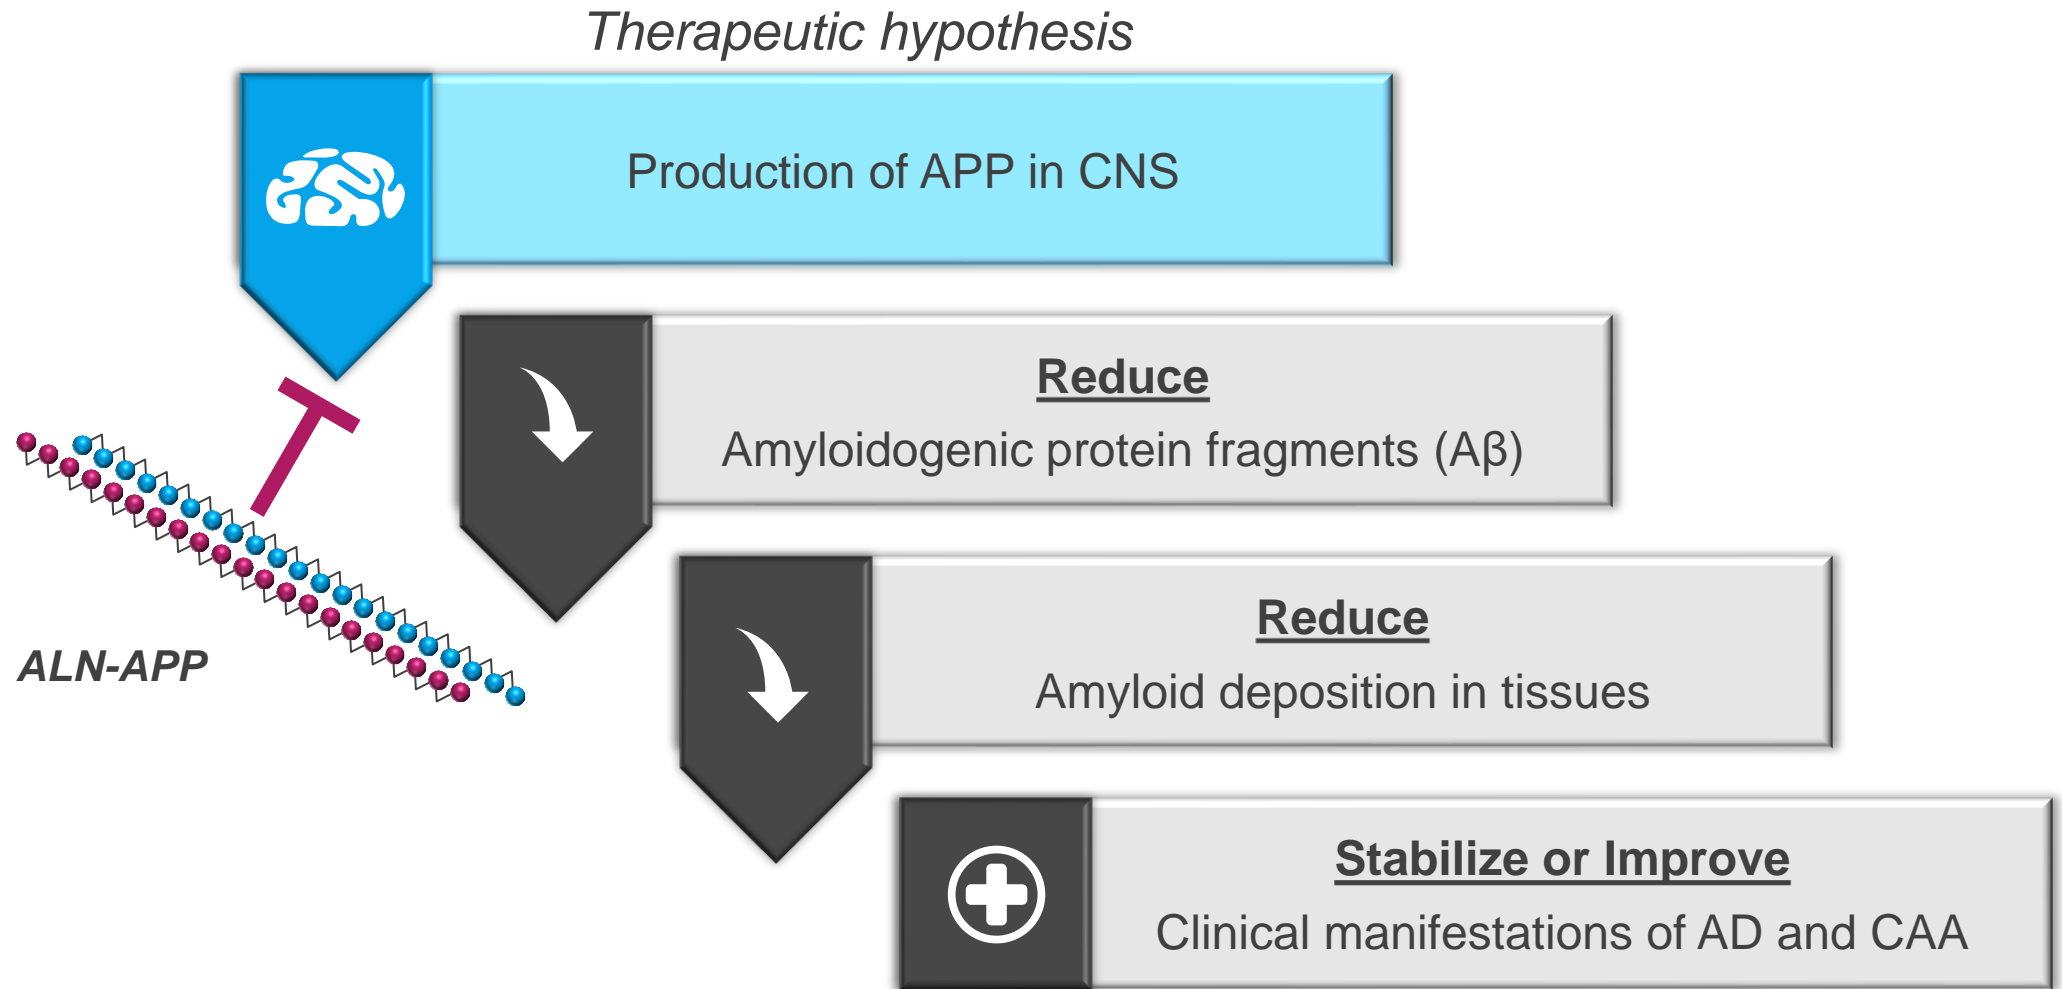 Therapeutic hypothesis
Production of APP in CNS
Reduce
Amyloidogenic protein fragments (Aβ)
Reduce
Amyloid deposition in tissues
ALN-APP
Stabilize or Improve
Clinical manifestations of AD and CAA